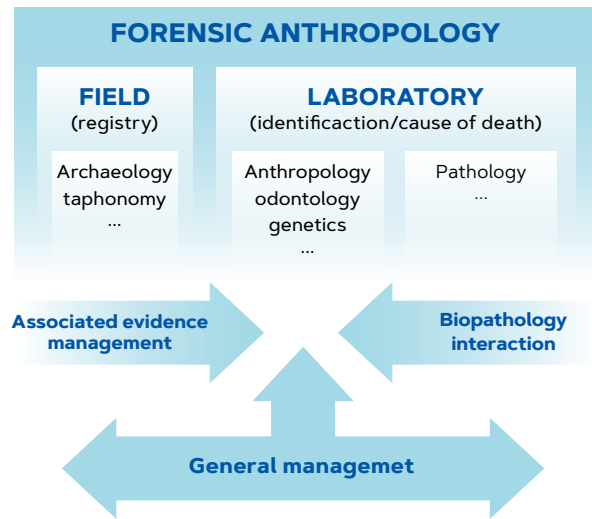 FORENSIC ANTHROPOLOGY
FIELD
(registry)
Archaeology
taphonomy
...
LABORATORY
(identificaction/cause of death)
Anthropology
odontology
genetics
...
Pathology
...
Associated evidence
management
Biopathology
interaction
General managemet